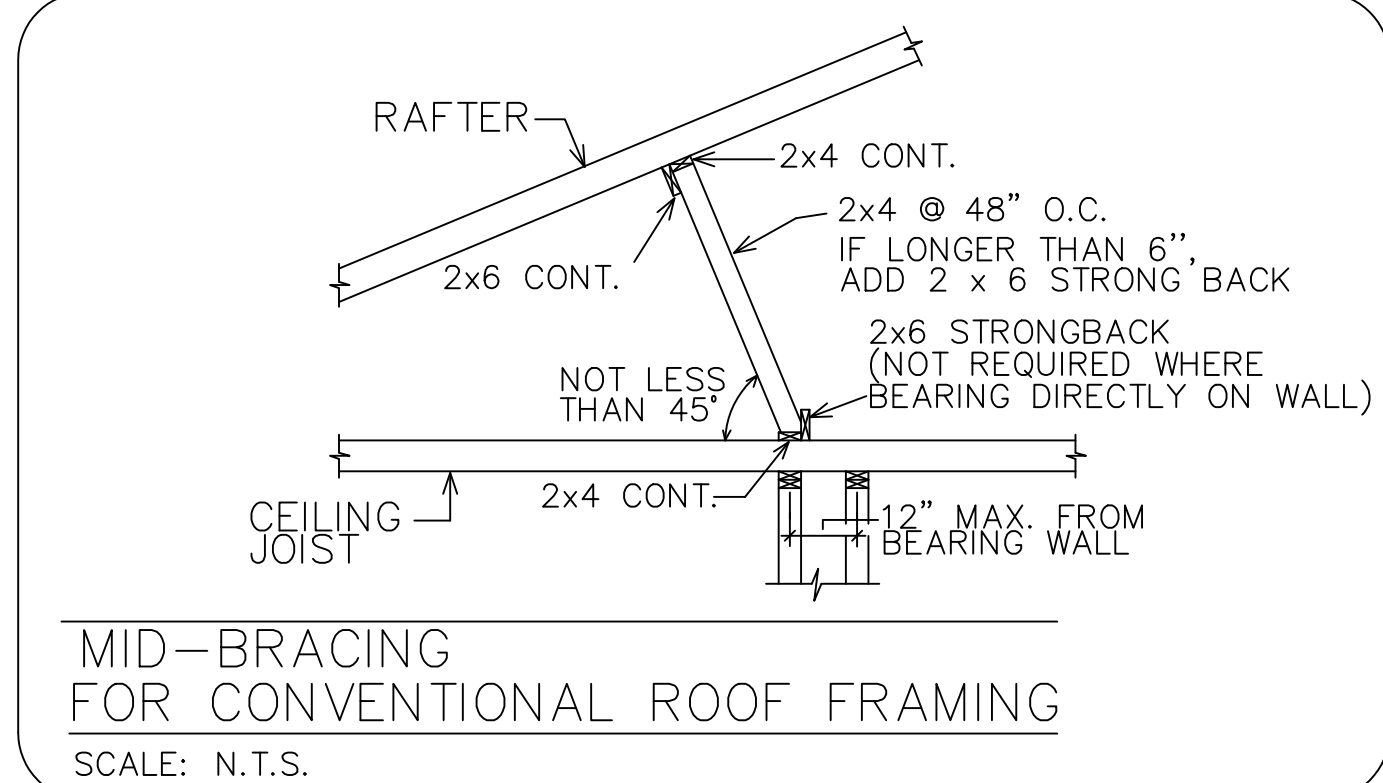 RAFTER
2x4 CONT.
2x4 @ 48" O.C.
IF LONGER THAN 6'',
ADD 2 x 6 STRONG BACK
2x6 CONT.
2x6 STRONGBACK
(NOT REQUIRED WHERE
BEARING DIRECTLY ON WALL)
NOT LESS
THAN 45°
2x4 CONT.
CEILING
JOIST
12" MAX. FROM
BEARING WALL
MID-BRACING
FOR CONVENTIONAL ROOF FRAMING
SCALE: N.T.S.